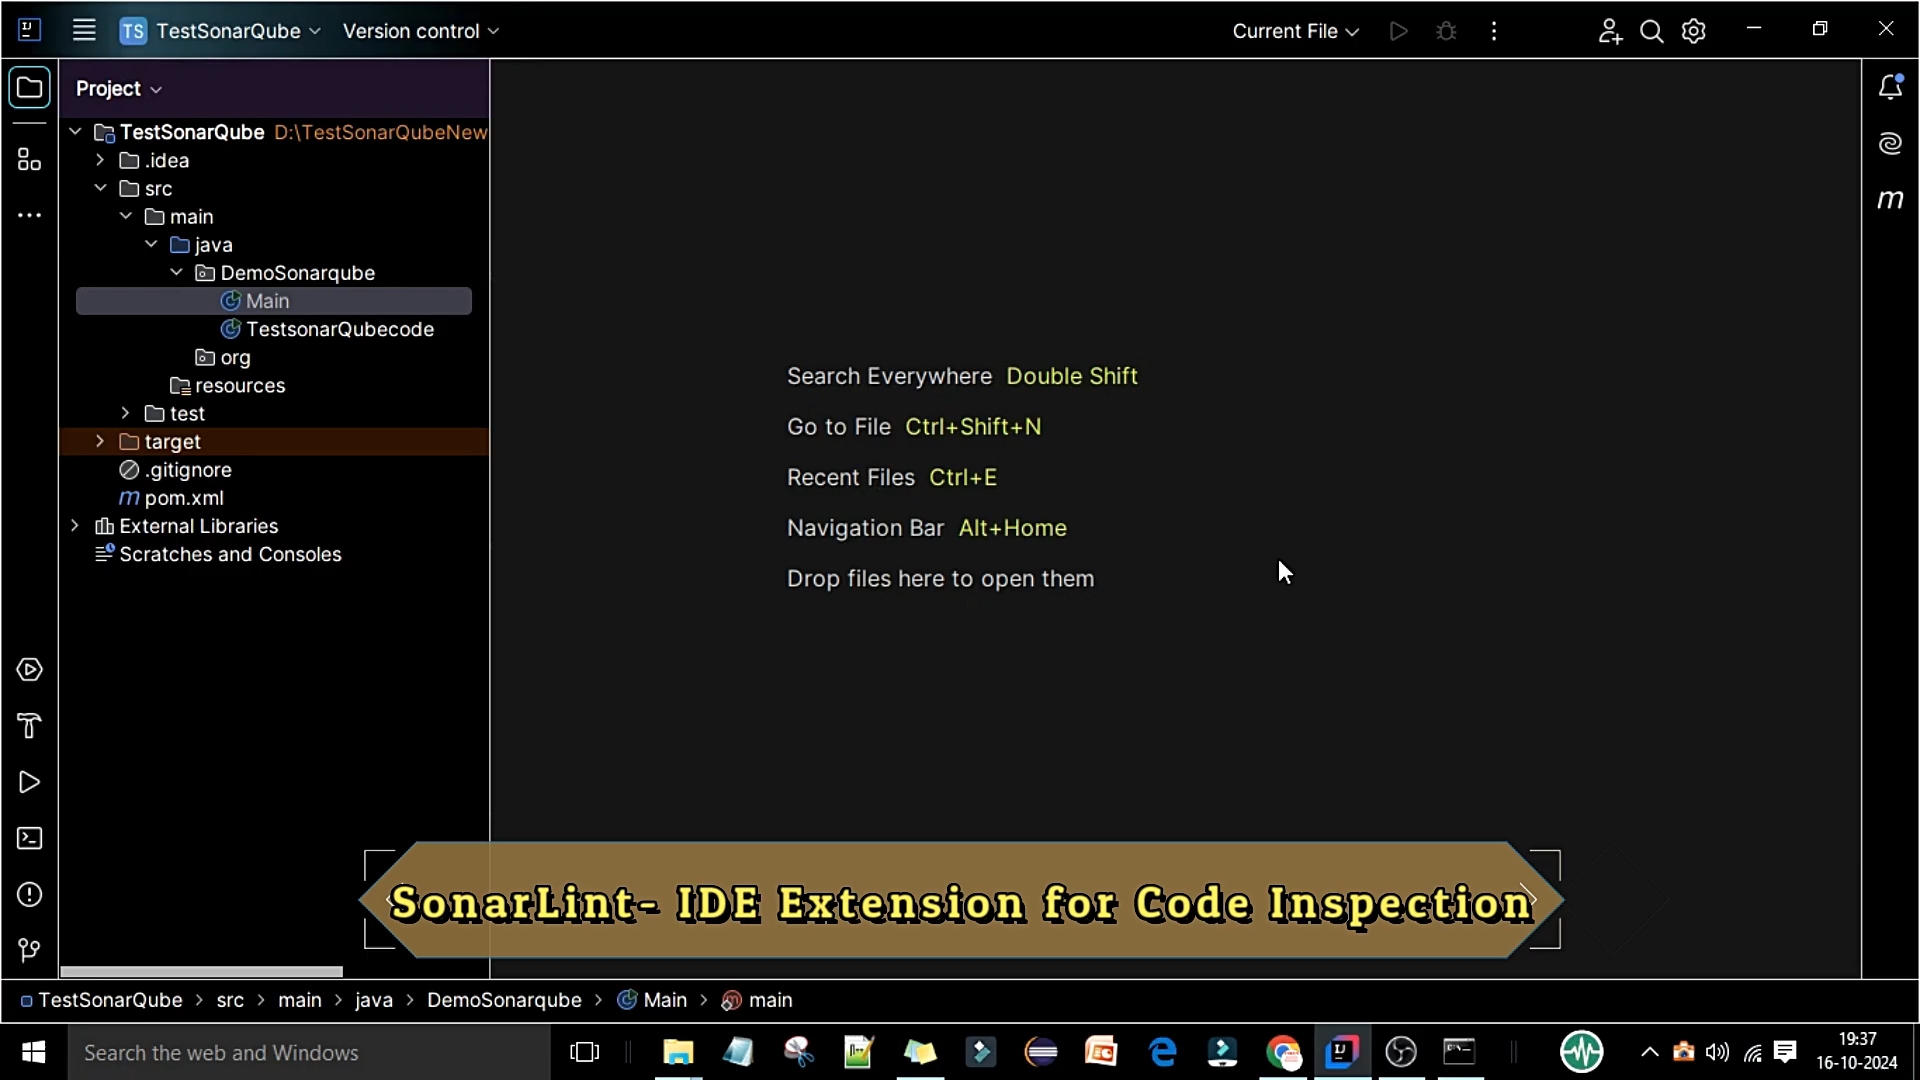 TS TestSonarQube Version control Current File
Project
TestSonarQube D:\TestSonarQubeNew
.idea
src
main
java
DemoSonarqube
Main
TestsonarQubecode
org
resources
test
target
.gitignore
m pom.xml
External Libraries
Scratches and Consoles
Search Everywhere Double Shift
Go to File Ctrl+Shift+N
Recent Files Ctrl+E
Navigation Bar Alt+Home
Drop files here to open them
m
SonarLint- IDE Extension for Code Inspection
TestSonarQube > src > main > java > DemoSonarqube > Main > main
Search the web and Windows
19:37
16-10-2024